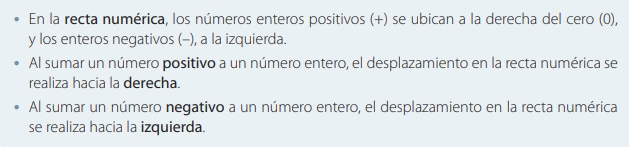 • En la recta numérica, los números enteros positivos (+) se ubican a la derecha del cero (0),
y los enteros negativos (–), a la izquierda.
• Al sumar un número positivo a un número entero, el desplazamiento en la recta numérica se
realiza hacia la derecha.
• Al sumar un número negativo a un número entero, el desplazamiento en la recta numérica
se realiza hacia la izquierda.